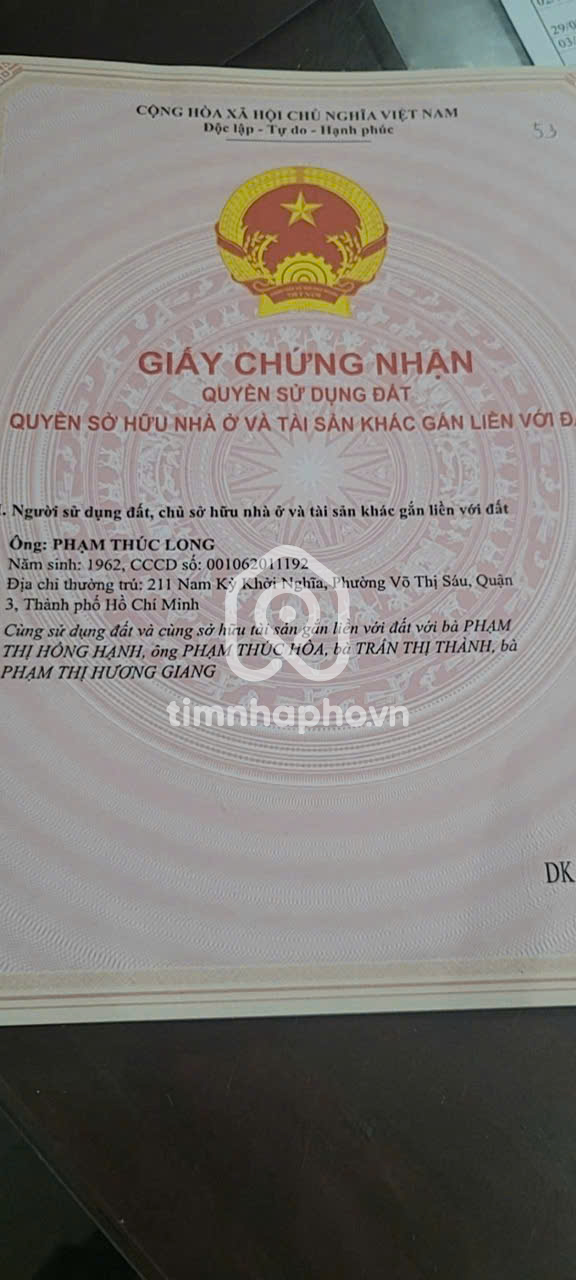 29/0
03/
CỘNG HÒA XÃ HỘI CHỦ NGHĨA VIỆT NAM
Độc lập - Tự do - Hạnh phúc
53
VIỆT NAM
GIẤY CHỨNG NHẬN
QUYỀN SỬ DỤNG ĐẤT
QUYỀN SỞ HỮU NHÀ Ở VÀ TÀI SẢN KHÁC GẮN LIỀN VỚI Đ
I. Người sử dụng đất, chủ sở hữu nhà ở và tài sản khác gắn liền với đất
Ông: PHẠM THÚC LONG
Năm sinh: 1962, CCCD số: 001062011192
Địa chỉ thường trú: 211 Nam Kỳ Khởi Nghĩa, Phường Võ Thị Sáu, Quận
3, Thành phố Hồ Chí Minh
Cùng sử dụng đất và cùng sở hữu tài sản gắn liền với đất với bà PHẠM
THỊ HỒNG HẠNH, ông PHẠM THÚC HÒA, bà TRẦN THỊ THÀNH, bà
PHẠM THỊ HƯƠNG GIANG
timnhapho.vn
DK